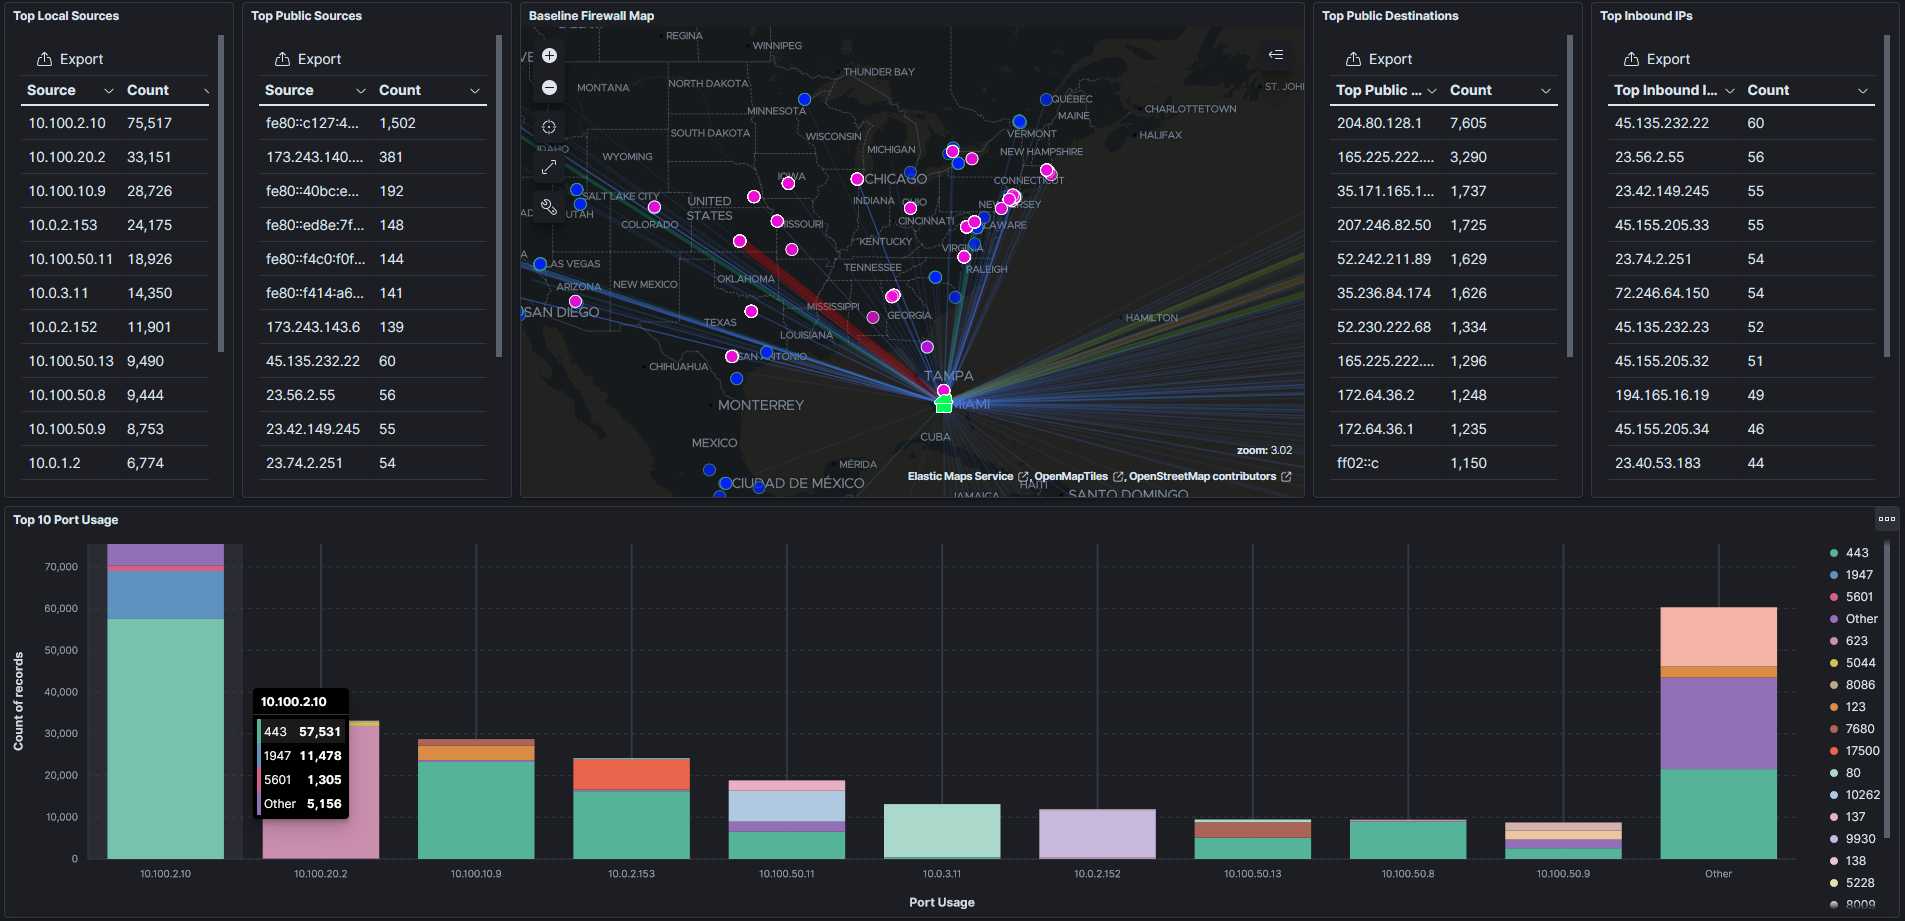 Top Local Sources
Export
Source Count
10.100.2.10 75,517
10.100.20.2 33,151
10.100.10.9 28,726
10.0.2.153 24,175
10.100.50.11 18,926
10.0.3.11 14,350
10.0.2.152 11,901
10.100.50.13 9,490
10.100.50.8 9,444
10.100.50.9 8,753
10.0.1.2 6,774
Top Public Sources
Export
Source Count
fe80::c127:4... 1,502
173.243.140.... 381
fe80::40bc:e... 192
fe80::ed8e:7f... 148
fe80::f4c0:f0f... 144
fe80::f414:a6... 141
173.243.143.6 139
45.135.232.22 60
23.56.2.55 56
23.42.149.245 55
23.74.2.251 54
Baseline Firewall Map
REGINA
WINNIPEG
THUNDER BAY
MONTANA
NORTH DAKOTA
ST. JOH
QUÉBEC
MINNESOTA
CHARLOTTETOWN
MAINE
SOUTH DAKOTA
WISCONSIN
VERMONT
HALIFAX
IDAHO
WYOMING
MICHIGAN
NEW HAMPSHIRE
IOWA
CHICAGO
CONNECTICUT
SALT LAKE CITY
UNITED
STATES
INDIANA
OHIO
NEW JERSEY
UTAH
COLORADO
MISSOURI
CINCINNATI
DELAWARE
KENTUCKY
VIRGINIA
LAS VEGAS
TENNESSEE
RALEIGH
ARIZONA
NEW MEXICO
OKLAHOMA
SAN DIEGO
MISSISSIPPI
GEORGIA
HAMILTON
TEXAS
LOUISIANA
SAN ANTONIO
CHIHUAHUA
TAMPA
MONTERREY
MIAMI
CUBA
MEXICO
zoom: 3.02
MÉRIDA
CIUDAD DE MÉXICO
Elastic Maps Service , OpenMapTiles , OpenStreetMap contributors
HAITI
JAMAICA
SANTO DOMINGO
Top Public Destinations
Export
Top Public ... Count
204.80.128.1 7,605
165.225.222.... 3,290
35.171.165.1... 1,737
207.246.82.50 1,725
52.242.211.89 1,629
35.236.84.174 1,626
52.230.222.68 1,334
165.225.222.... 1,296
172.64.36.2 1,248
172.64.36.1 1,235
ff02::c 1,150
Top Inbound IPs
Export
Top Inbound I... Count
45.135.232.22 60
23.56.2.55 56
23.42.149.245 55
45.155.205.33 55
23.74.2.251 54
72.246.64.150 54
45.135.232.23 52
45.155.205.32 51
194.165.16.19 49
45.155.205.34 46
23.40.53.183 44
Top 10 Port Usage
Count of records
70,000
60,000
50,000
40,000
30,000
20,000
10,000
0
10.100.2.10
443 57,531
1947 11,478
5601 1,305
Other 5,156
10.100.2.10 10.100.20.2 10.100.10.9 10.0.2.153 10.100.50.11 10.0.3.11 10.0.2.152 10.100.50.13 10.100.50.8 10.100.50.9 Other
Port Usage
443
1947
5601
Other
623
5044
8086
123
7680
17500
80
10262
137
9930
138
5228
8009